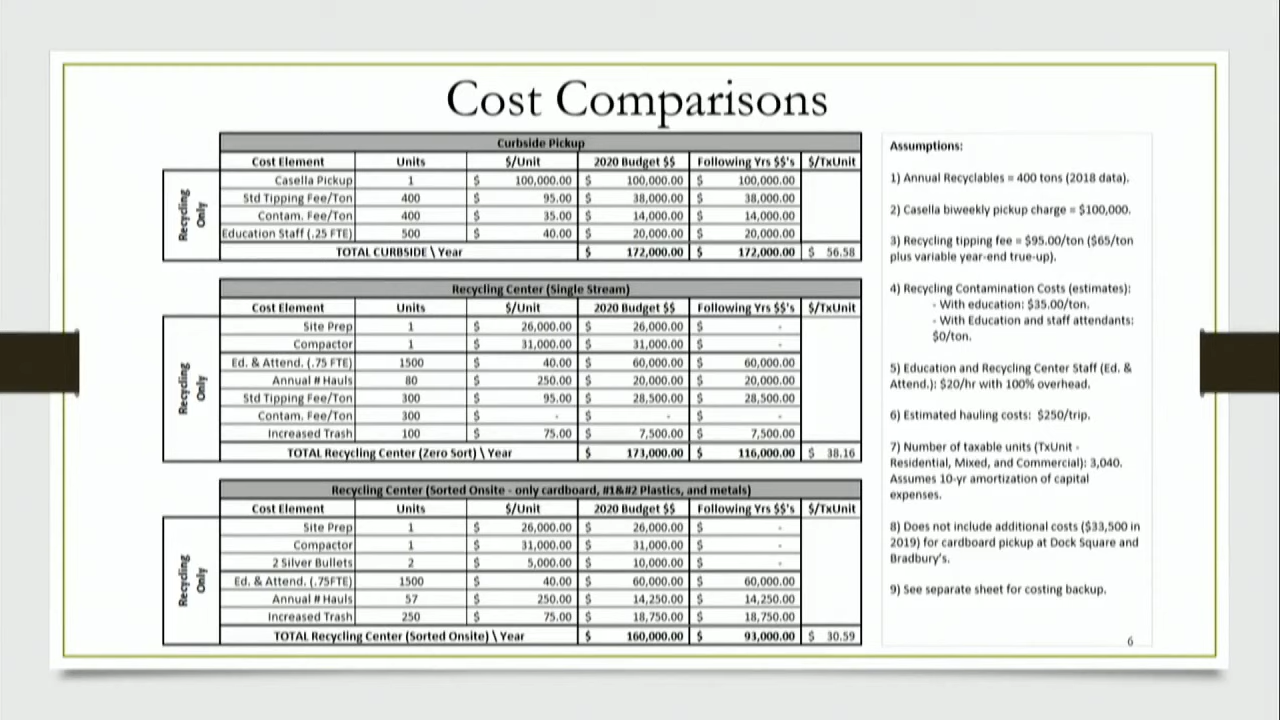 Cost Comparisons
Curbside Pickup
Cost Element Units $/Unit 2020 Budget $$ Following Yrs $$'s $/TxUnit
Recycling Only
Casella Pickup 1 $ 100,000.00 $ 100,000.00 $ 100,000.00
Std Tipping Fee/Ton 400 $ 95.00 $ 38,000.00 $ 38,000.00
Contam. Fee/Ton 400 $ 35.00 $ 14,000.00 $ 14,000.00
Education Staff (.25 FTE) 500 $ 40.00 $ 20,000.00 $ 20,000.00
TOTAL CURBSIDE \ Year $ 172,000.00 $ 172,000.00 $ 56.58
Recycling Center (Single Stream)
Cost Element Units $/Unit 2020 Budget $$ Following Yrs $$'s $/TxUnit
Recycling Only
Site Prep 1 $ 26,000.00 $ 26,000.00 $ -
Compactor 1 $ 31,000.00 $ 31,000.00 $ -
Ed. & Attend. (.75 FTE) 1500 $ 40.00 $ 60,000.00 $ 60,000.00
Annual # Hauls 80 $ 250.00 $ 20,000.00 $ 20,000.00
Std Tipping Fee/Ton 300 $ 95.00 $ 28,500.00 $ 28,500.00
Contam. Fee/Ton 300 $ - $ - $ -
Increased Trash 100 $ 75.00 $ 7,500.00 $ 7,500.00
TOTAL Recycling Center (Zero Sort) \ Year $ 173,000.00 $ 116,000.00 $ 38.16
Recycling Center (Sorted Onsite - only cardboard, #1&#2 Plastics, and metals)
Cost Element Units $/Unit 2020 Budget $$ Following Yrs $$'s $/TxUnit
Recycling Only
Site Prep 1 $ 26,000.00 $ 26,000.00 $ -
Compactor 1 $ 31,000.00 $ 31,000.00 $ -
2 Silver Bullets 2 $ 5,000.00 $ 10,000.00 $ -
Ed. & Attend. (.75FTE) 1500 $ 40.00 $ 60,000.00 $ 60,000.00
Annual # Hauls 57 $ 250.00 $ 14,250.00 $ 14,250.00
Increased Trash 250 $ 75.00 $ 18,750.00 $ 18,750.00
TOTAL Recycling Center (Sorted Onsite) \ Year $ 160,000.00 $ 93,000.00 $ 30.59
Assumptions:
1) Annual Recyclables = 400 tons (2018 data).
2) Casella biweekly pickup charge = $100,000.
3) Recycling tipping fee = $95.00/ton ($65/ton
plus variable year-end true-up).
4) Recycling Contamination Costs (estimates):
- With education: $35.00/ton.
- With Education and staff attendants:
$0/ton.
5) Education and Recycling Center Staff (Ed. &
Attend.): $20/hr with 100% overhead.
6) Estimated hauling costs: $250/trip.
7) Number of taxable units (TxUnit -
Residential, Mixed, and Commercial): 3,040.
Assumes 10-yr amortization of capital
expenses.
8) Does not include additional costs ($33,500 in
2019) for cardboard pickup at Dock Square and
Bradbury's.
9) See separate sheet for costing backup.
6